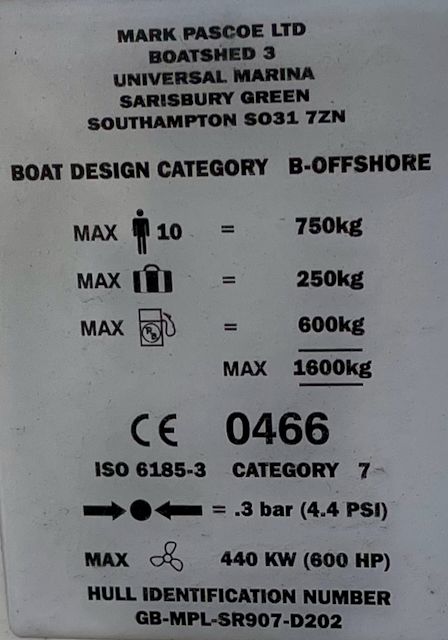 MARK PASCOE LTD
BOATSHED 3
UNIVERSAL MARINA
SARISBURY GREEN
SOUTHAMPTON SO31 7ZN
BOAT DESIGN CATEGORY B-OFFSHORE
MAX 10 = 750kg
MAX = 250kg
MAX = 600kg
MAX 1600kg
CE 0466
ISO 6185-3 CATEGORY 7
= .3 bar (4.4 PSI)
MAX 440 KW (600 HP)
HULL IDENTIFICATION NUMBER
GB-MPL-SR907-D202